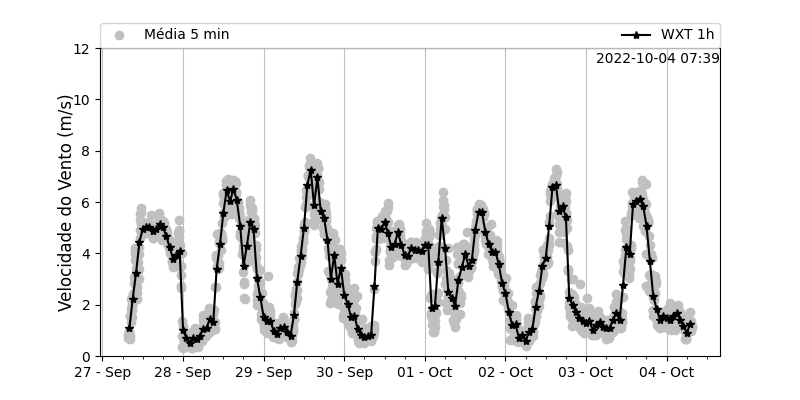 Média 5 min
WXT 1h
2022-10-04 07:39
Velocidade do Vento (m/s)
12
10
8
6
4
2
0
27 - Sep
28 - Sep
29 - Sep
30 - Sep
01 - Oct
02 - Oct
03 - Oct
04 - Oct